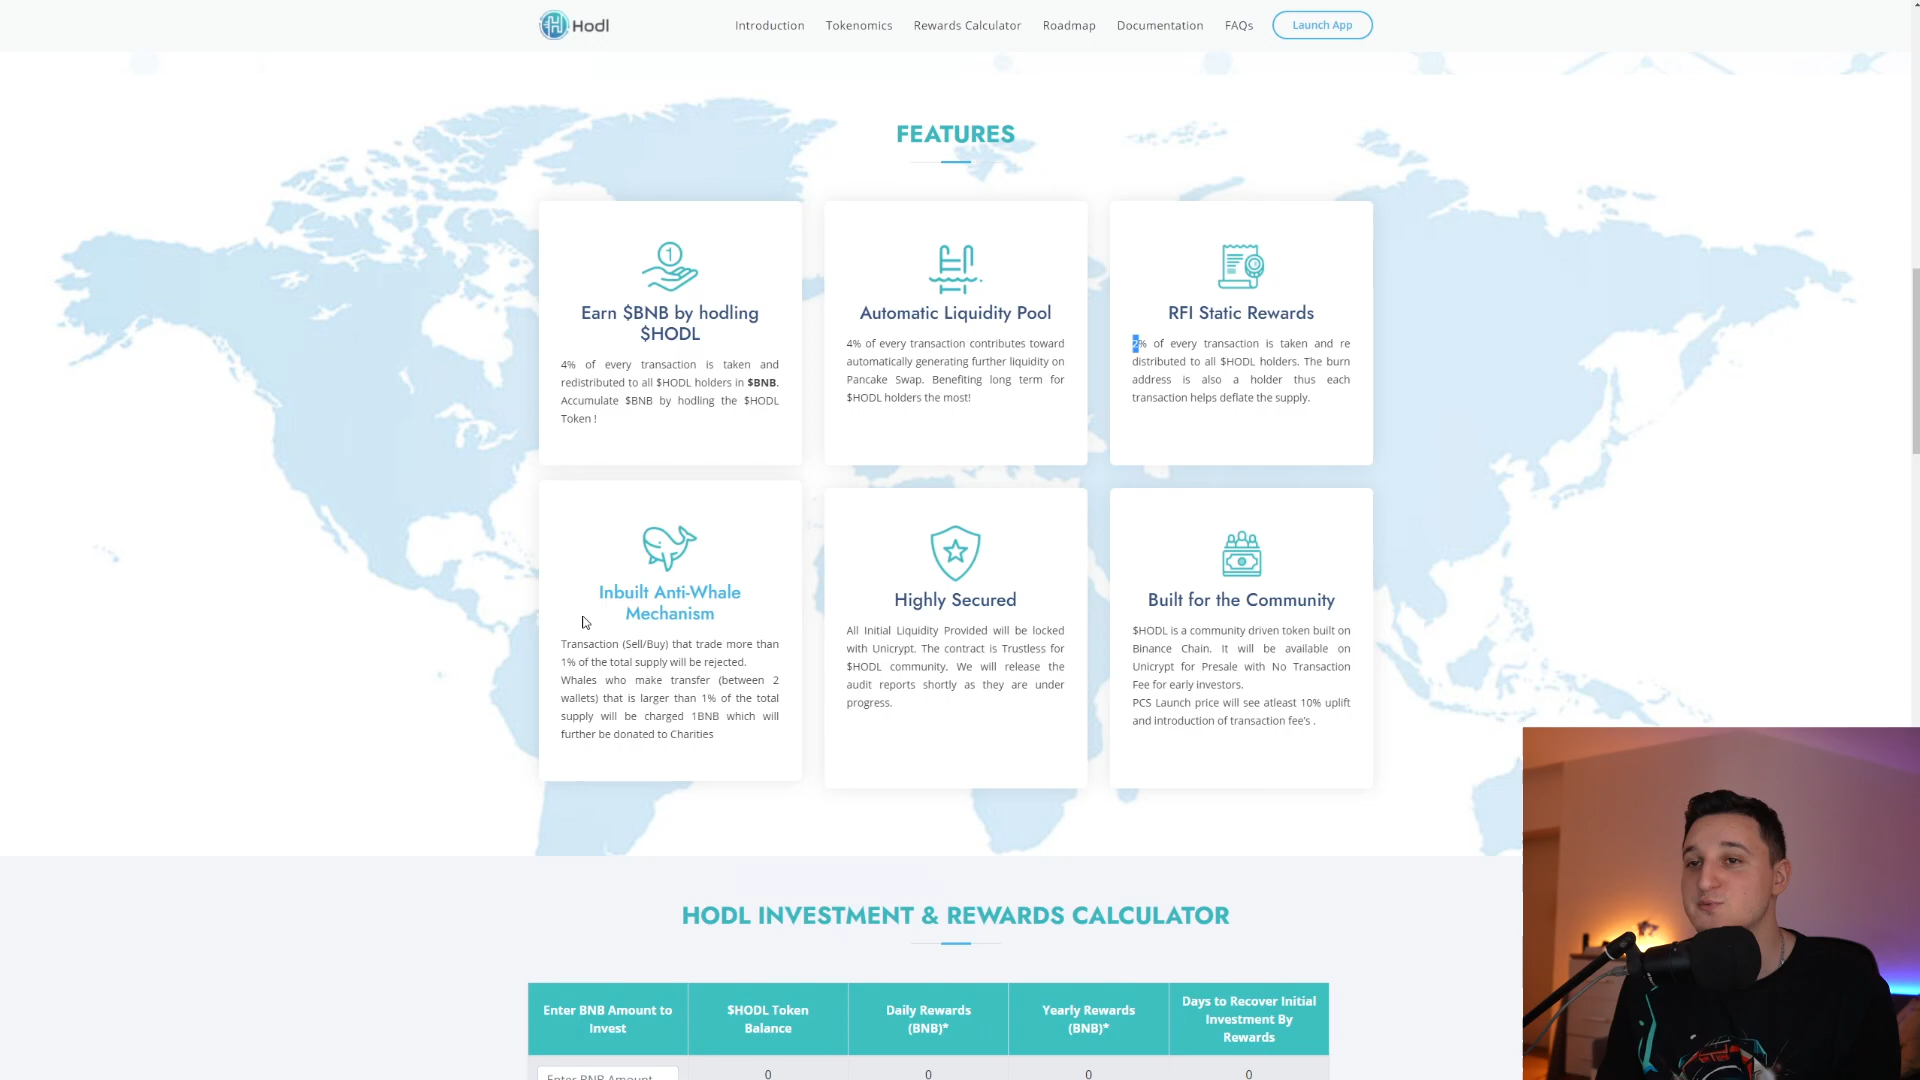 Hodl
Introduction
Tokenomics
Rewards Calculator
Roadmap
Documentation
FAQs
Launch App
FEATURES
1
Earn $BNB by hodling
$HODL
4% of every transaction is taken and
redistributed to all $HODL holders in $BNB.
Accumulate $BNB by hodling the $HODL
Token !
Automatic Liquidity Pool
4% of every transaction contributes toward
automatically generating further liquidity on
Pancake Swap. Benefiting long term for
$HODL holders the most!
RFI Static Rewards
2% of every transaction is taken and re
distributed to all $HODL holders. The burn
address is also a holder thus each
transaction helps deflate the supply.
Inbuilt Anti-Whale
Mechanism
Transaction (Sell/Buy) that trade more than
1% of the total supply will be rejected.
Whales who make transfer (between 2
wallets) that is larger than 1% of the total
supply will be charged 1BNB which will
further be donated to Charities
Highly Secured
All Initial Liquidity Provided will be locked
with Unicrypt. The contract is Trustless for
$HODL community. We will release the
audit reports shortly as they are under
progress.
Built for the Community
$HODL is a community driven token built on
Binance Chain. It will be available on
Unicrypt for Presale with No Transaction
Fee for early investors.
PCS Launch price will see atleast 10% uplift
and introduction of transaction fee's .
HODL INVESTMENT & REWARDS CALCULATOR
Enter BNB Amount to
Invest
$HODL Token
Balance
Daily Rewards
(BNB)*
Yearly Rewards
(BNB)*
Days to Recover Initial
Investment By
Rewards
Enter BNB Amount
0
0
0
0